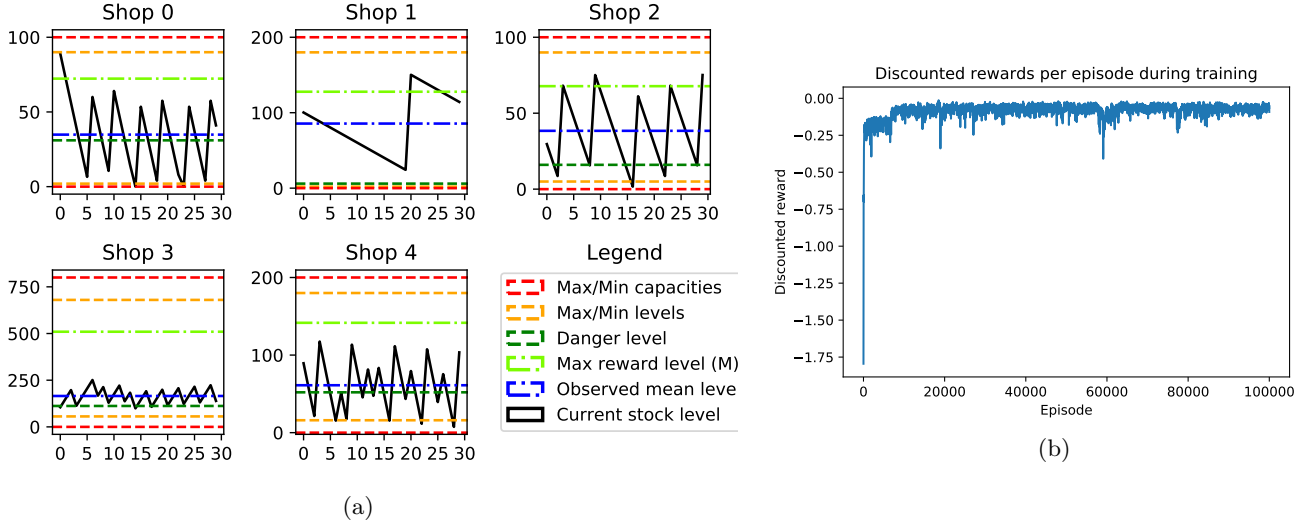 Shop 0
Shop 1
Shop 2
100
50
0
0 5 10 15 20 25 30
200
100
0
0 5 10 15 20 25 30
100
50
0
0 5 10 15 20 25 30
Shop 3
Shop 4
Legend
750
500
250
0
0 5 10 15 20 25 30
200
100
0
0 5 10 15 20 25 30
Max/Min capacities
Max/Min levels
Danger level
Max reward level (M)
Observed mean leve
Current stock level
(a)
Discounted rewards per episode during training
Discounted reward
0.00
−0.25
−0.50
−0.75
−1.00
−1.25
−1.50
−1.75
0 20000 40000 60000 80000 100000
Episode
(b)